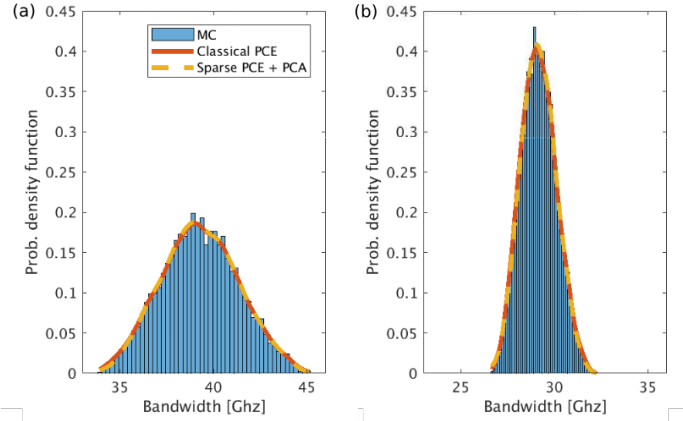 (a)
0.45
0.4
0.35
0.3
0.25
0.2
0.15
0.1
0.05
0
Prob. density function
MC
Classical PCE
Sparse PCE + PCA
35
40
45
Bandwidth [Ghz]
(b)
0.45
0.4
0.35
0.3
0.25
0.2
0.15
0.1
0.05
0
Prob. density function
25
30
35
Bandwidth [Ghz]